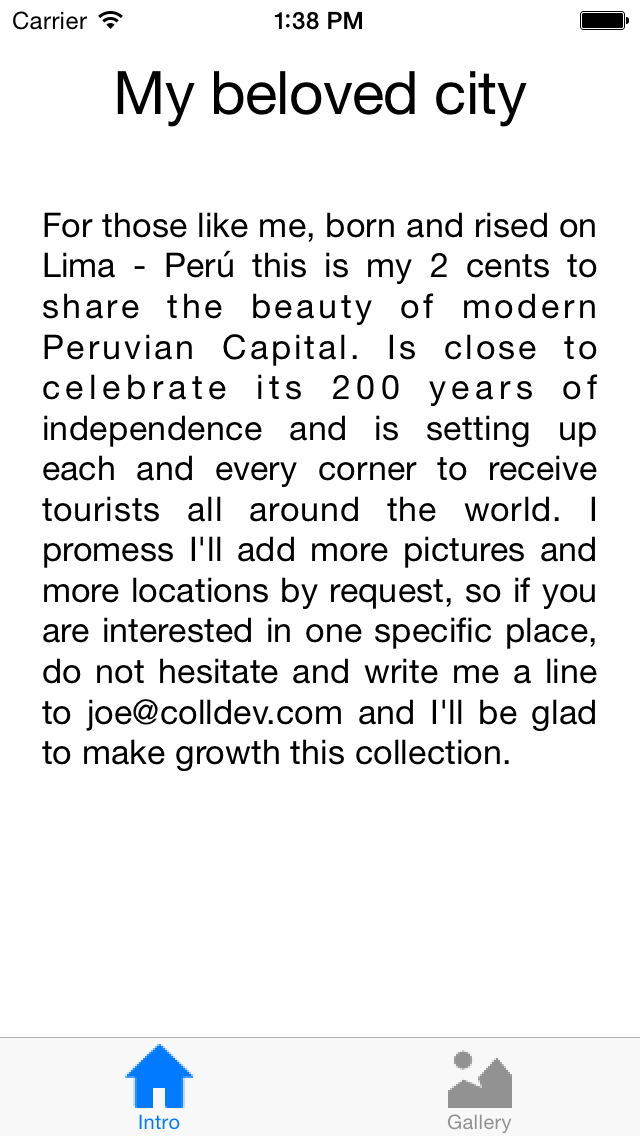 Carrier 1:38 PM
My beloved city
For those like me, born and rised on
Lima - Perú this is my 2 cents to
share the beauty of modern
Peruvian Capital. Is close to
celebrate its 200 years of
independence and is setting up
each and every corner to receive
tourists all around the world. I
promess I'll add more pictures and
more locations by request, so if you
are interested in one specific place,
do not hesitate and write me a line
to joe@colldev.com and I'll be glad
to make growth this collection.
Intro Gallery